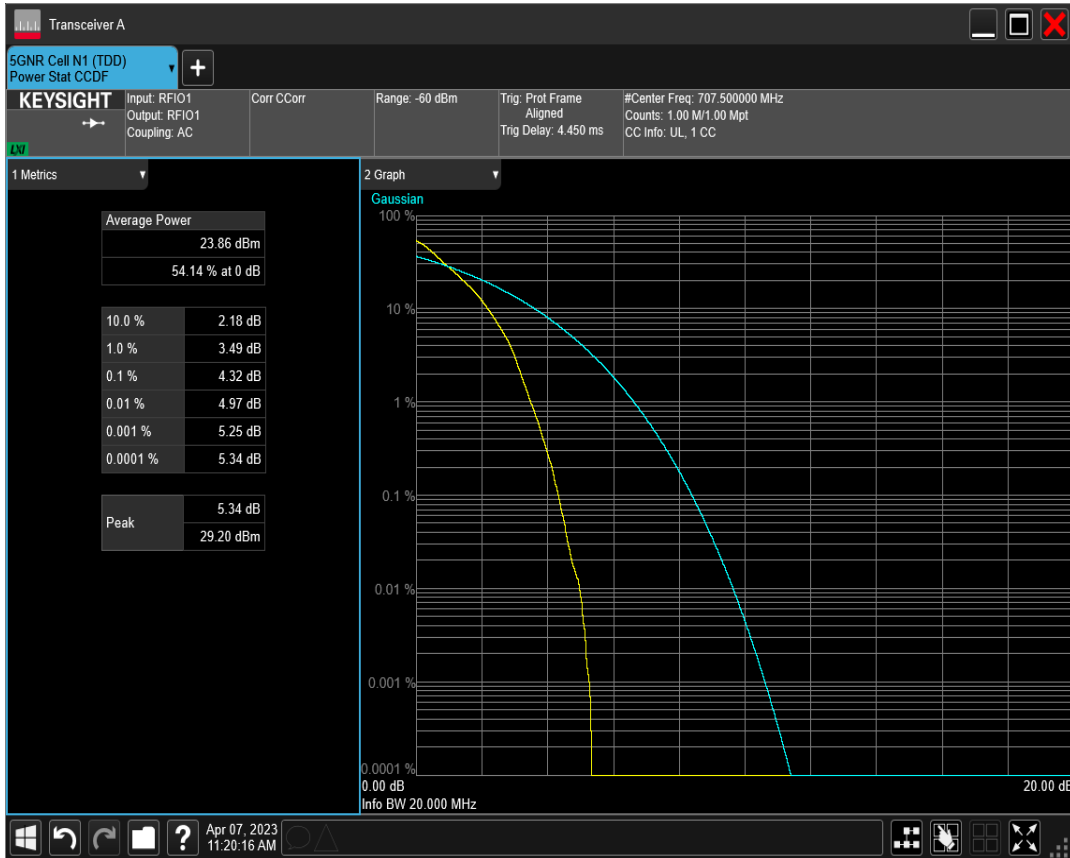 Transceiver A
5GNR Cell N1 (TDD)
Power Stat CCDF
+
KEYSIGHT
LXI
Input: RFIO1
Output: RFIO1
Coupling: AC
Corr CCorr
Range: -60 dBm
Trig: Prot Frame
Aligned
Trig Delay: 4.450 ms
#Center Freq: 707.500000 MHz
Counts: 1.00 M/1.00 Mpt
CC Info: UL, 1 CC
1 Metrics
Average Power
23.86 dBm
54.14 % at 0 dB
10.0 % 2.18 dB
1.0 % 3.49 dB
0.1 % 4.32 dB
0.01 % 4.97 dB
0.001 % 5.25 dB
0.0001 % 5.34 dB
Peak 5.34 dB
29.20 dBm
2 Graph
Gaussian
100 %
10 %
1 %
0.1 %
0.01 %
0.001 %
0.0001 %
0.00 dB 20.00 dB
Info BW 20.000 MHz
? Apr 07, 2023
11:20:16 AM